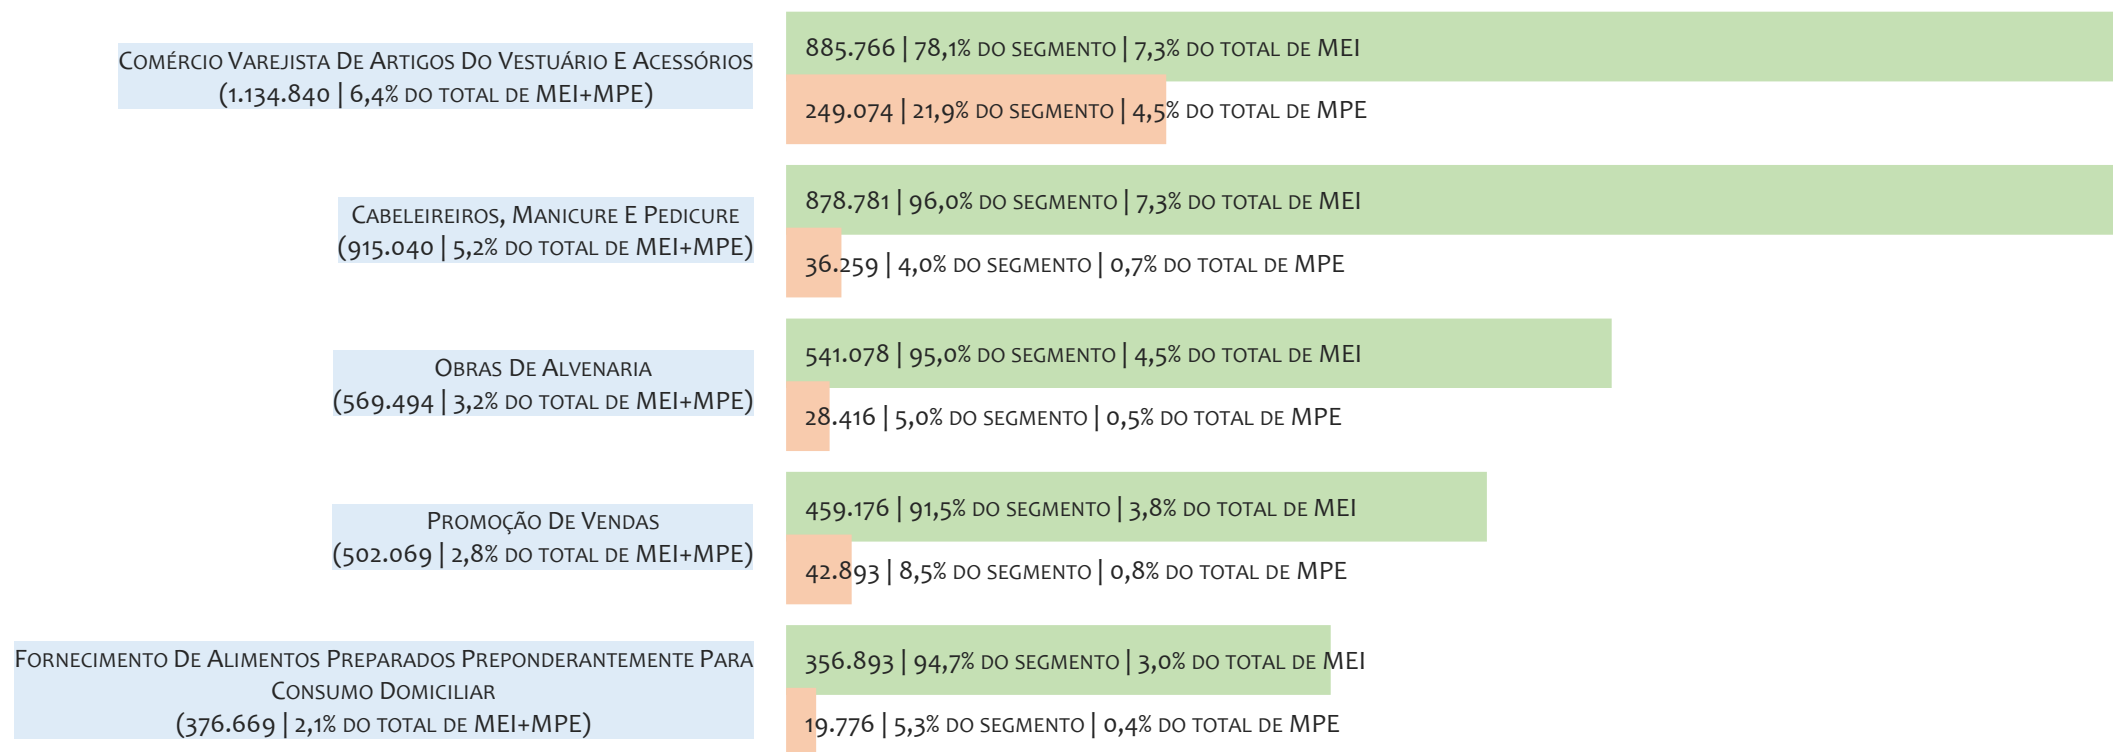 Comércio Varejista De Artigos Do Vestuário E Acessórios
(1.134.840 | 6,4% do total de MEI+MPE)
885.766 | 78,1% do segmento | 7,3% do total de MEI
249.074 | 21,9% do segmento | 4,5% do total de MPE
Cabeleireiros, Manicure E Pedicure
(915.040 | 5,2% do total de MEI+MPE)
878.781 | 96,0% do segmento | 7,3% do total de MEI
36.259 | 4,0% do segmento | 0,7% do total de MPE
Obras De Alvenaria
(569.494 | 3,2% do total de MEI+MPE)
541.078 | 95,0% do segmento | 4,5% do total de MEI
28.416 | 5,0% do segmento | 0,5% do total de MPE
Promoção De Vendas
(502.069 | 2,8% do total de MEI+MPE)
459.176 | 91,5% do segmento | 3,8% do total de MEI
42.893 | 8,5% do segmento | 0,8% do total de MPE
Fornecimento De Alimentos Preparados Preponderantemente Para
Consumo Domiciliar
(376.669 | 2,1% do total de MEI+MPE)
356.893 | 94,7% do segmento | 3,0% do total de MEI
19.776 | 5,3% do segmento | 0,4% do total de MPE